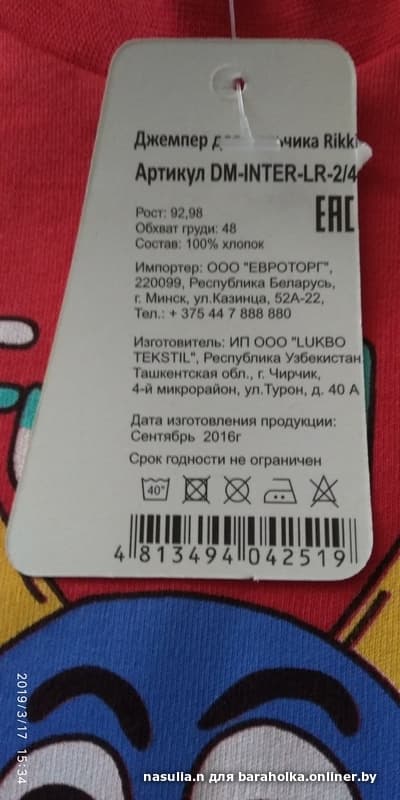 Джемпер Rikki
Артикул DM-INTER-LR-2/4
Рост: 92,98
Обхват груди: 48
Состав: 100% хлопок
ЕАС
Импортер: ООО "ЕВРОТОРГ",
220099, Республика Беларусь,
г. Минск, ул.Казинца, 52А-22,
Тел.: + 375 44 7 888 880
Изготовитель: ИП ООО "LUKBO
TEKSTIL", Республика Узбекистан
Ташкентская обл., г. Чирчик,
4-й микрорайон, ул.Турон, д. 40 А
Дата изготовления продукции:
Сентябрь 2016г
Срок годности не ограничен
40°
4 813494 042519
2019/3/17 15:34
nasulla.n для baraholka.onliner.by